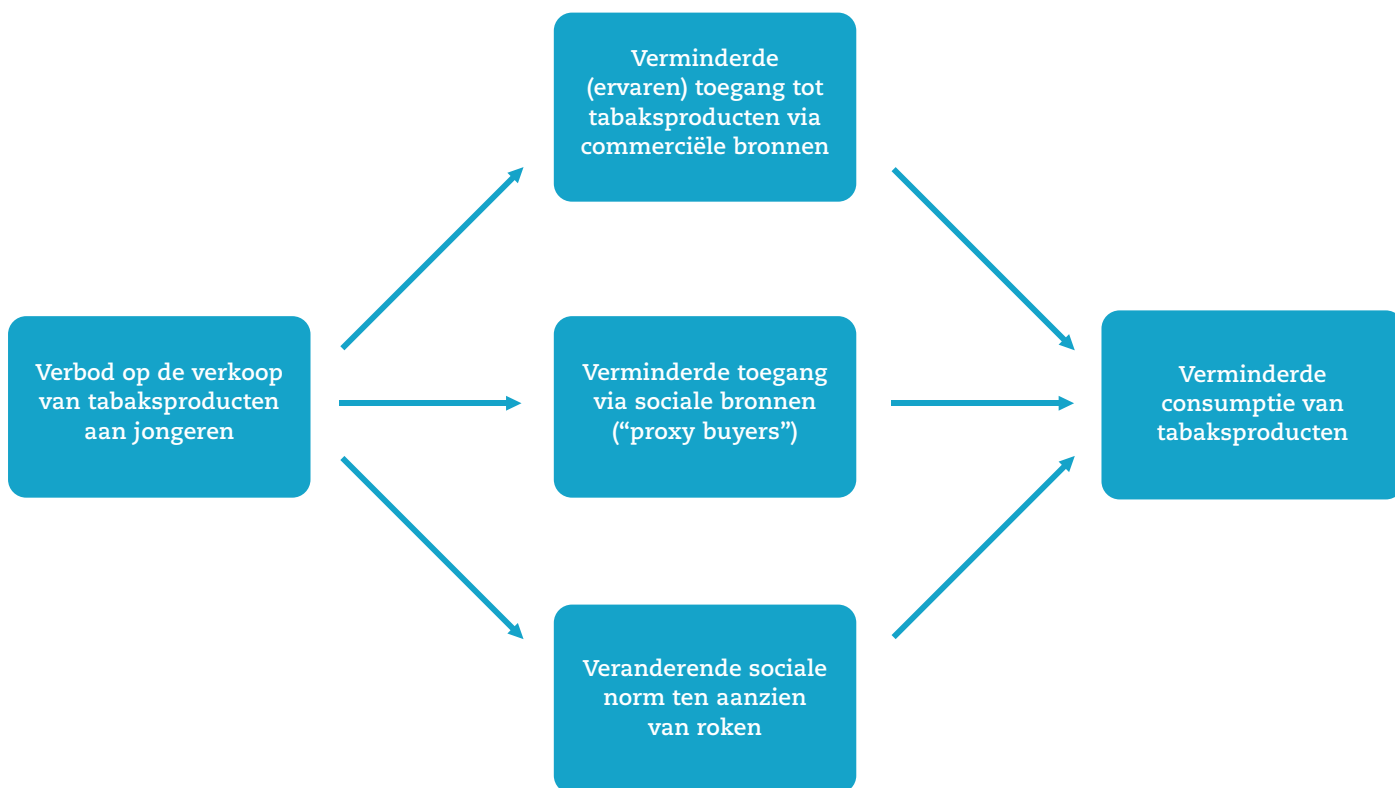 Verminderde
(ervaren) toegang tot
tabaksproducten via
commerciële bronnen
Verbod op de verkoop
van tabaksproducten
aan jongeren
Verminderde toegang
via sociale bronnen
(“proxy buyers”)
Verminderde
consumptie van
tabaksproducten
Veranderende sociale
norm ten aanzien
van roken